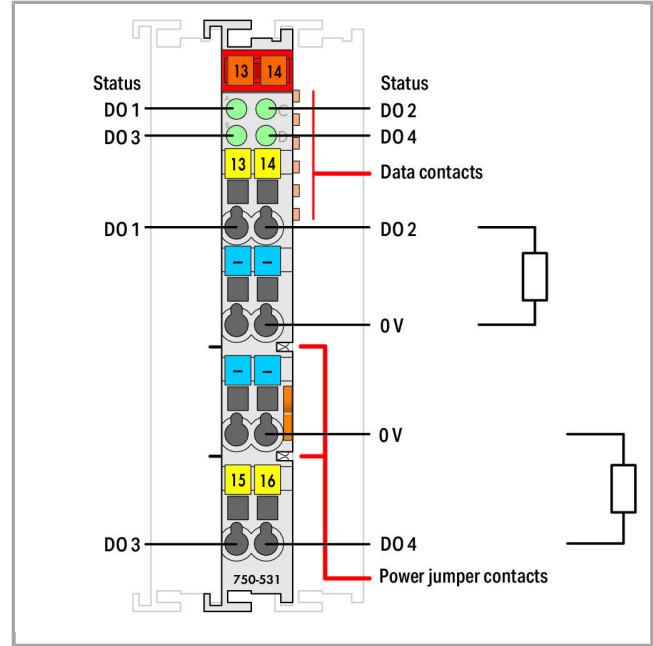 13 14
Status Status
A C
DO 1 DO 2
B D
DO 3 DO 4
13 14
Data contacts
DO 1 DO 2
– –
0 V
– –
0 V
15 16
DO 3 DO 4
750-531
Power jumper contacts